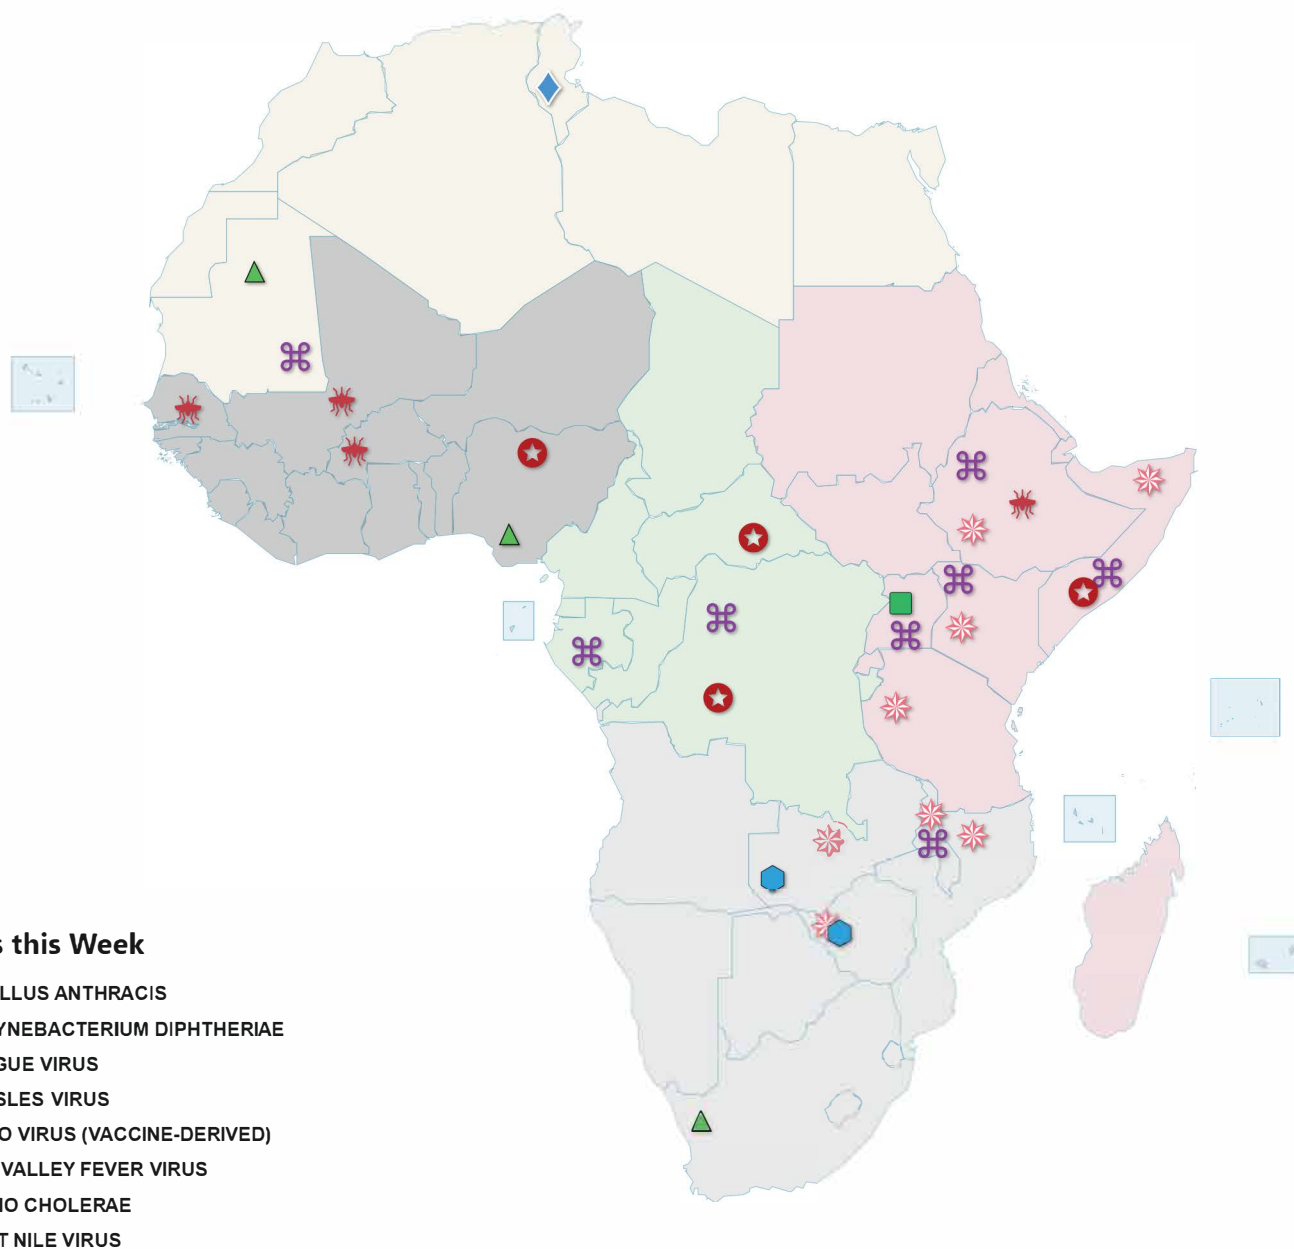 s this Week
LLUS ANTHRACIS
YNEBACTERIUM DIPHTHERIAE
GUE VIRUS
SLES VIRUS
O VIRUS (VACCINE-DERIVED)
VALLEY FEVER VIRUS
IO CHOLERAE
T NILE VIRUS